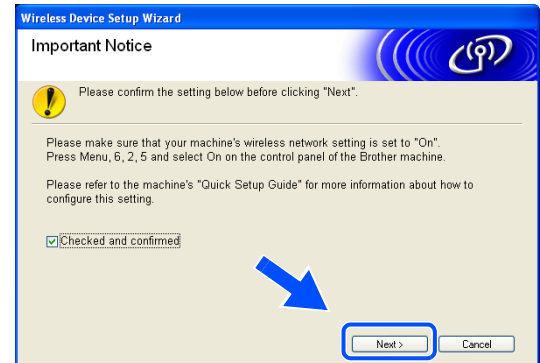 Wireless Device Setup Wizard
Important Notice
Please confirm the setting below before clicking "Next".
Please make sure that your machine's wireless network setting is set to "On".
Press Menu, 6, 2, 5 and select On on the control panel of the Brother machine.
Please refer to the machine's "Quick Setup Guide" for more information about how to
configure this setting.
Checked and confirmed
Next > Cancel